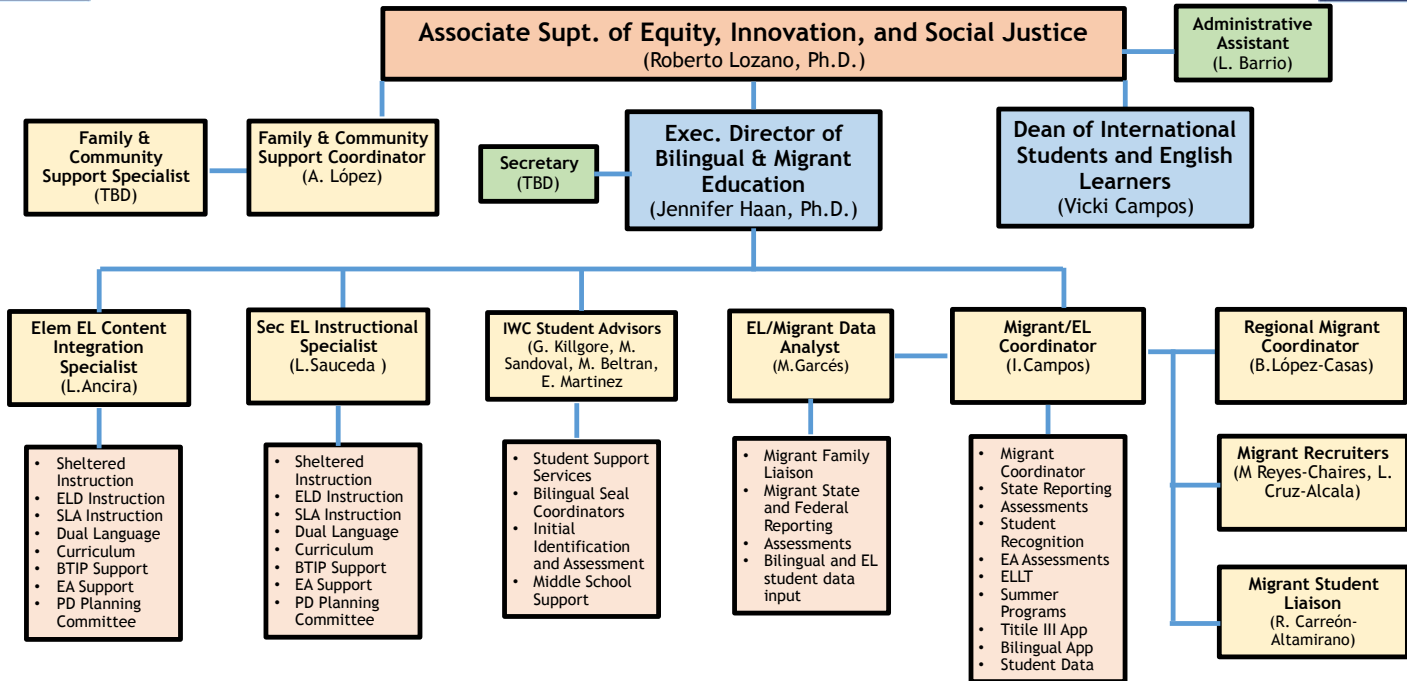 Associate Supt. of Equity, Innovation, and Social Justice
(Roberto Lozano, Ph.D.)
Administrative
Assistant
(L. Barrio)
Family &
Community
Support Specialist
(TBD)
Family & Community
Support Coordinator
(A. López)
Secretary
(TBD)
Exec. Director of
Bilingual & Migrant
Education
(Jennifer Haan, Ph.D.)
Dean of International
Students and English
Learners
(Vicki Campos)
Elem EL Content
Integration
Specialist
(L.Ancira)
Sec EL Instructional
Specialist
(L.Sauceda )
IWC Student Advisors
(G. Killgore, M.
Sandoval, M. Beltran,
E. Martinez
EL/Migrant Data
Analyst
(M.Garcés)
Migrant/EL
Coordinator
(I.Campos)
Regional Migrant
Coordinator
(B.López-Casas)
• Sheltered
Instruction
• ELD Instruction
• SLA Instruction
• Dual Language
• Curriculum
• BTIP Support
• EA Support
• PD Planning
Committee
• Sheltered
Instruction
• ELD Instruction
• SLA Instruction
• Dual Language
• Curriculum
• BTIP Support
• EA Support
• PD Planning
Committee
• Student Support
Services
• Bilingual Seal
Coordinators
• Initial
Identification
and Assessment
• Middle School
Support
• Migrant Family
Liaison
• Migrant State
and Federal
Reporting
• Assessments
• Bilingual and EL
student data
input
• Migrant
Coordinator
• State Reporting
• Assessments
• Student
Recognition
• EA Assessments
• ELLT
• Summer
Programs
• Titile III App
• Bilingual App
• Student Data
Migrant Recruiters
(M Reyes-Chaires, L.
Cruz-Alcala)
Migrant Student
Liaison
(R. Carreón-
Altamirano)